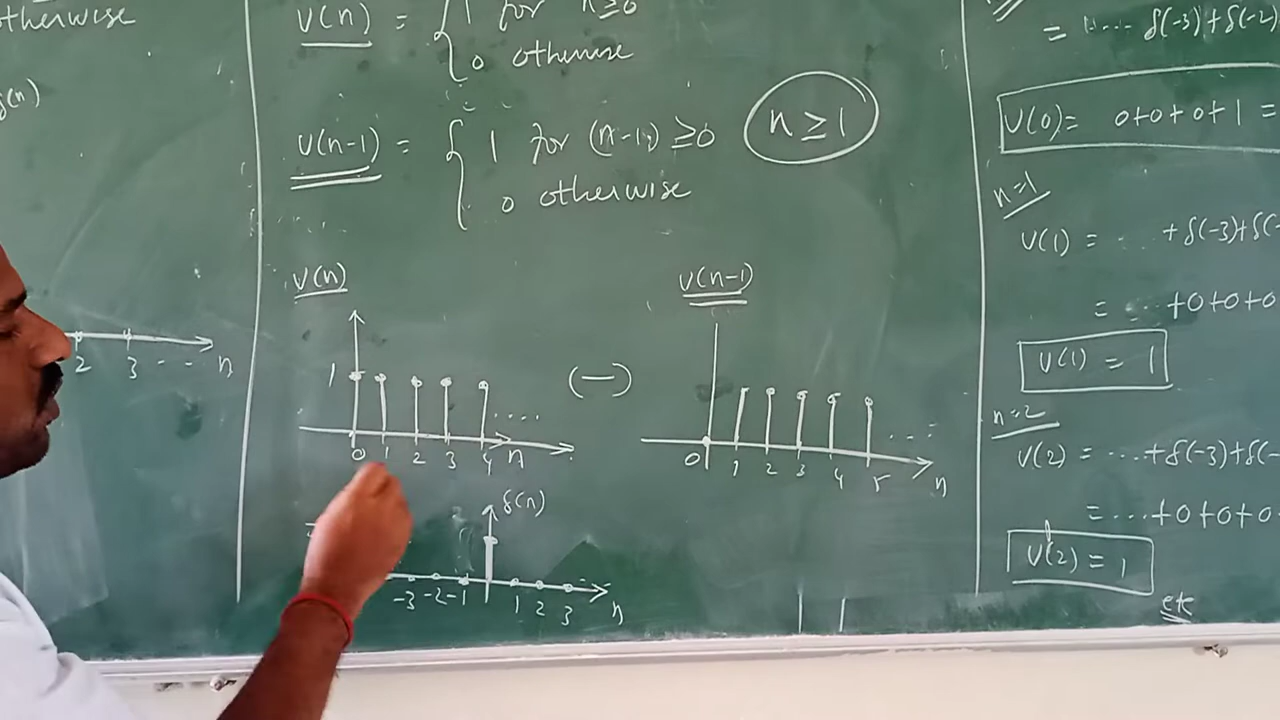 otherwise
δ(n)
2 3 - - n
U(n) = { 1 for n≥0
0 otherwise
U(n-1) = { 1 for (n-1) ≥0
0 otherwise
n ≥ 1
U(n)
1
0 1 2 3 4 n
....
(—)
U(n-1)
0 1 2 3 4 5 n
...
δ(n)
-3 -2 -1 1 2 3 n
= .... δ(-3)+δ(-2)
U(0)= 0+0+0+1 =
n=1
U(1) = ... +δ(-3)+δ(-
= ... +0+0+0
U(1) = 1
n=2
U(2) = ...+δ(-3)+δ(-
= ...+0+0+0
U(2) = 1
etc